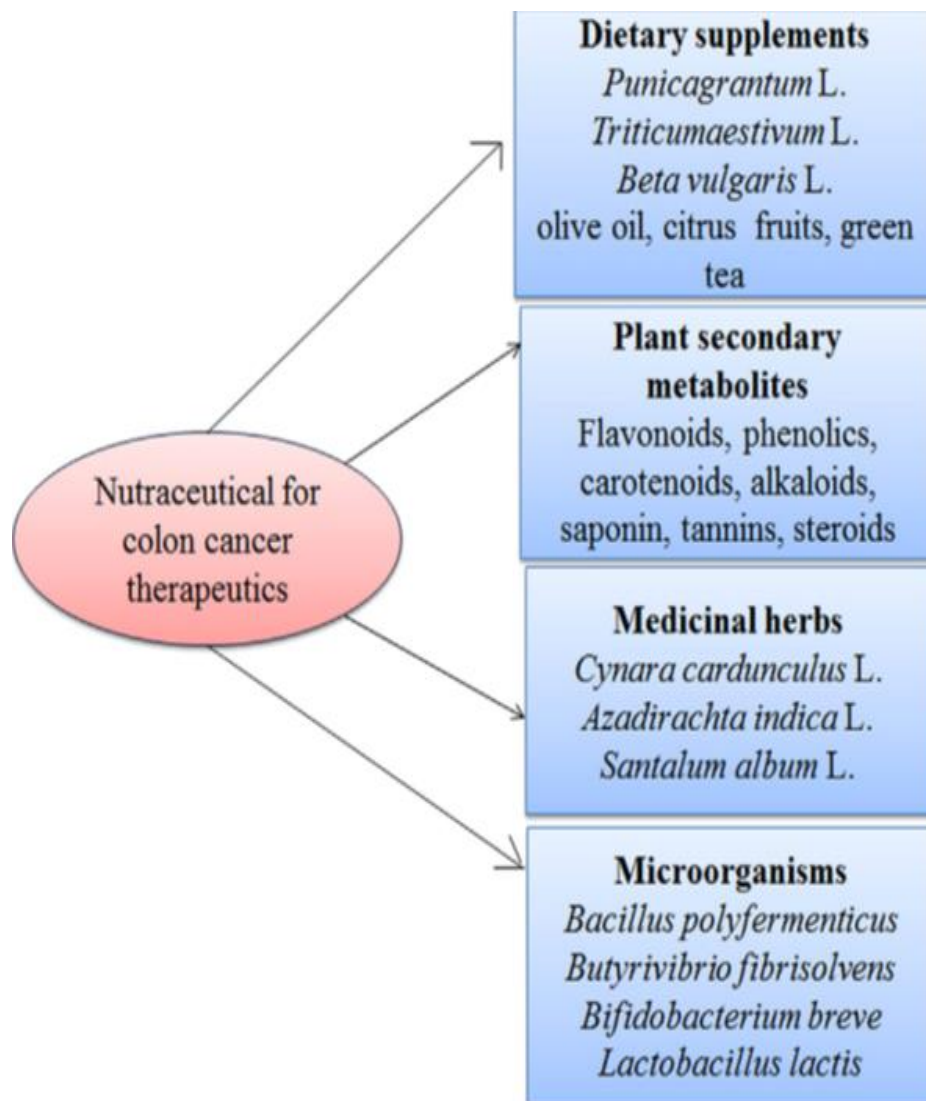 Dietary supplements
Punicagrantum L.
Triticumaestivum L.
Beta vulgaris L.
olive oil, citrus fruits, green
tea
Plant secondary
metabolites
Flavonoids, phenolics,
carotenoids, alkaloids,
saponin, tannins, steroids
Nutraceutical for
colon cancer
therapeutics
Medicinal herbs
Cynara cardunculus L.
Azadirachta indica L.
Santalum album L.
Microorganisms
Bacillus polyfermenticus
Butyrivibrio fibrisolvens
Bifidobacterium breve
Lactobacillus lactis